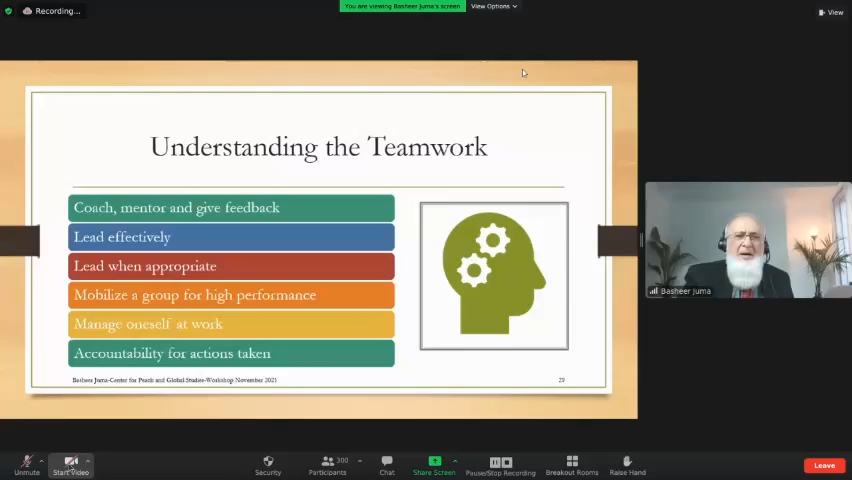 Recording...
You are viewing Basheer Juma's screen
View Options
View
Understanding the Teamwork
Coach, mentor and give feedback
Lead effectively
Lead when appropriate
Mobilize a group for high performance
Manage oneself at work
Accountability for actions taken
Basheer Juma-Center for Peach and Global Studies-Workshop November 2021
29
Basheer Juma
Unmute
Start Video
Security
Participants
300
Chat
Share Screen
Pause/Stop Recording
Breakout Rooms
Raise Hand
Leave